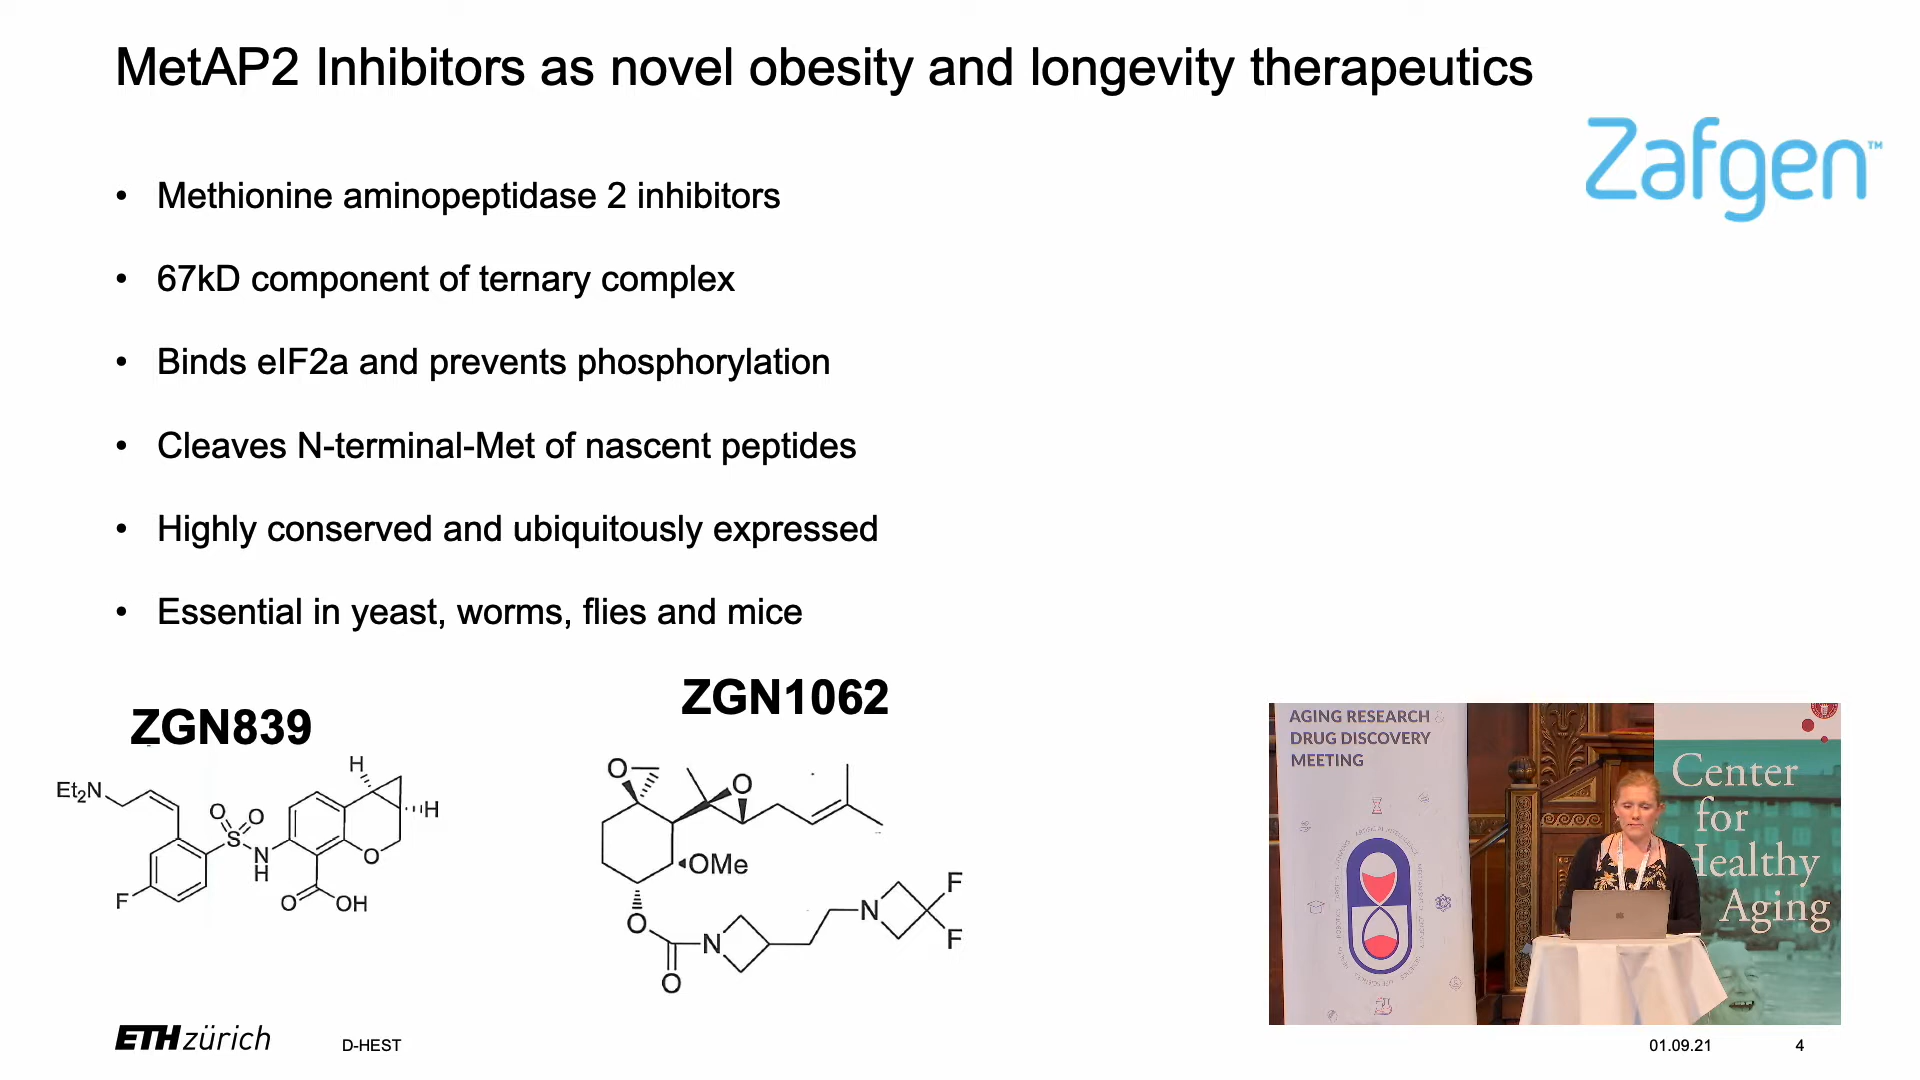 MetAP2 Inhibitors as novel obesity and longevity therapeutics
Zafgen™
• Methionine aminopeptidase 2 inhibitors
• 67kD component of ternary complex
• Binds eIF2a and prevents phosphorylation
• Cleaves N-terminal-Met of nascent peptides
• Highly conserved and ubiquitously expressed
• Essential in yeast, worms, flies and mice
ZGN839
ZGN1062
H
Et₂N
H
O
O
S
N
H
O
F
O
OH
O
O
OMe
O
N
O
N
F
F
AGING RESEARCH &
DRUG DISCOVERY
MEETING
Center
for
Healthy
Aging
ETH zürich
D-HEST
01.09.21
4